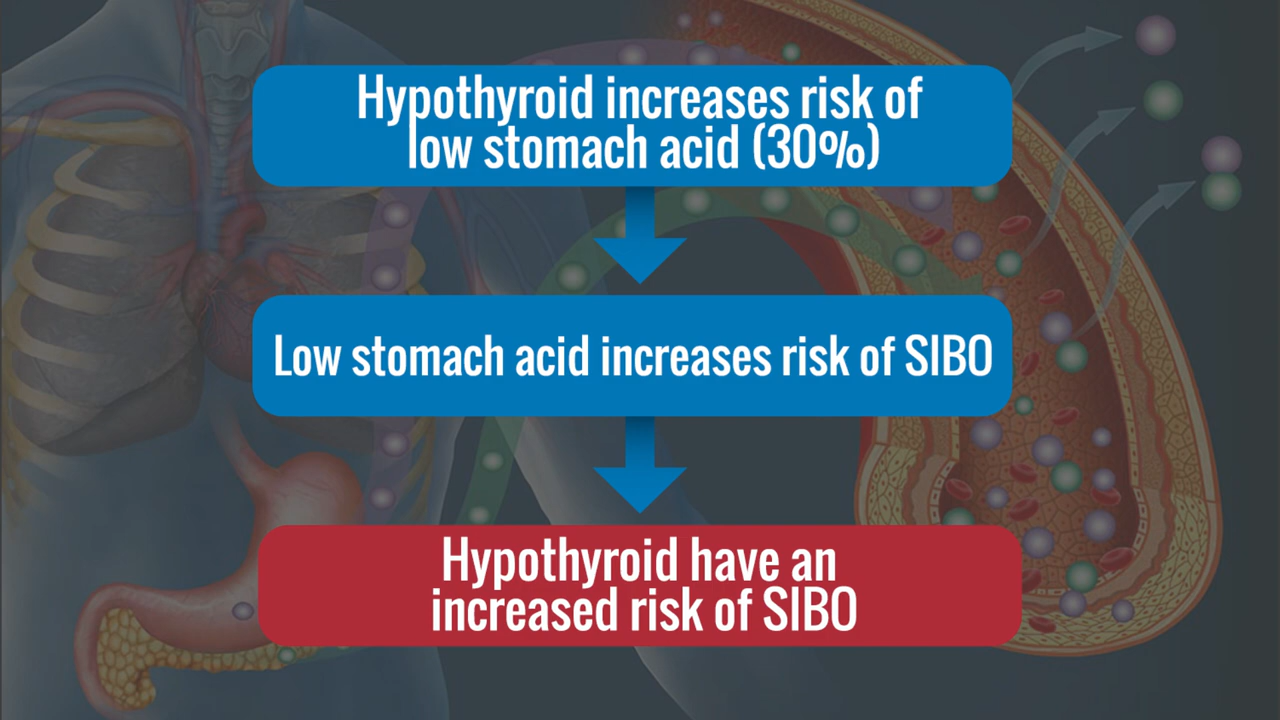 Hypothyroid increases risk of
low stomach acid (30%)
Low stomach acid increases risk of SIBO
Hypothyroid have an
increased risk of SIBO